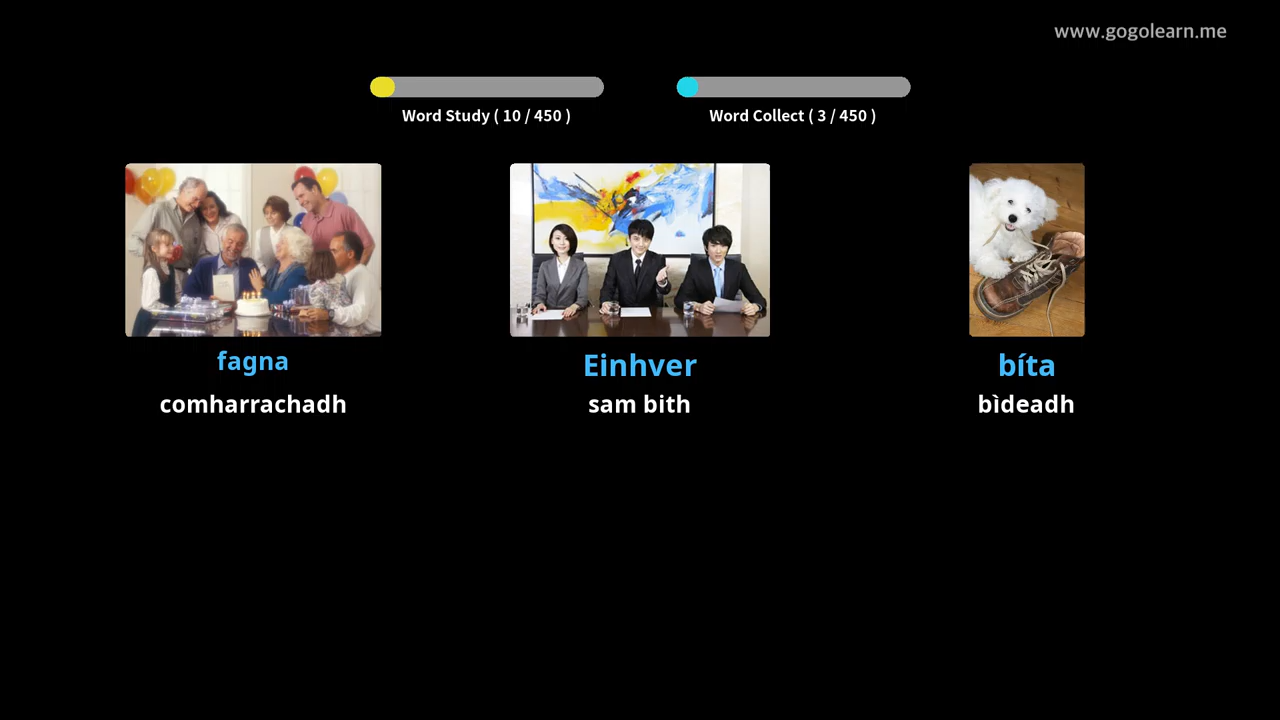 www.gogolearn.me
Word Study ( 10 / 450 )
Word Collect ( 3 / 450 )
fagna
Einhver
bíta
comharrachadh
sam bith
bìdeadh